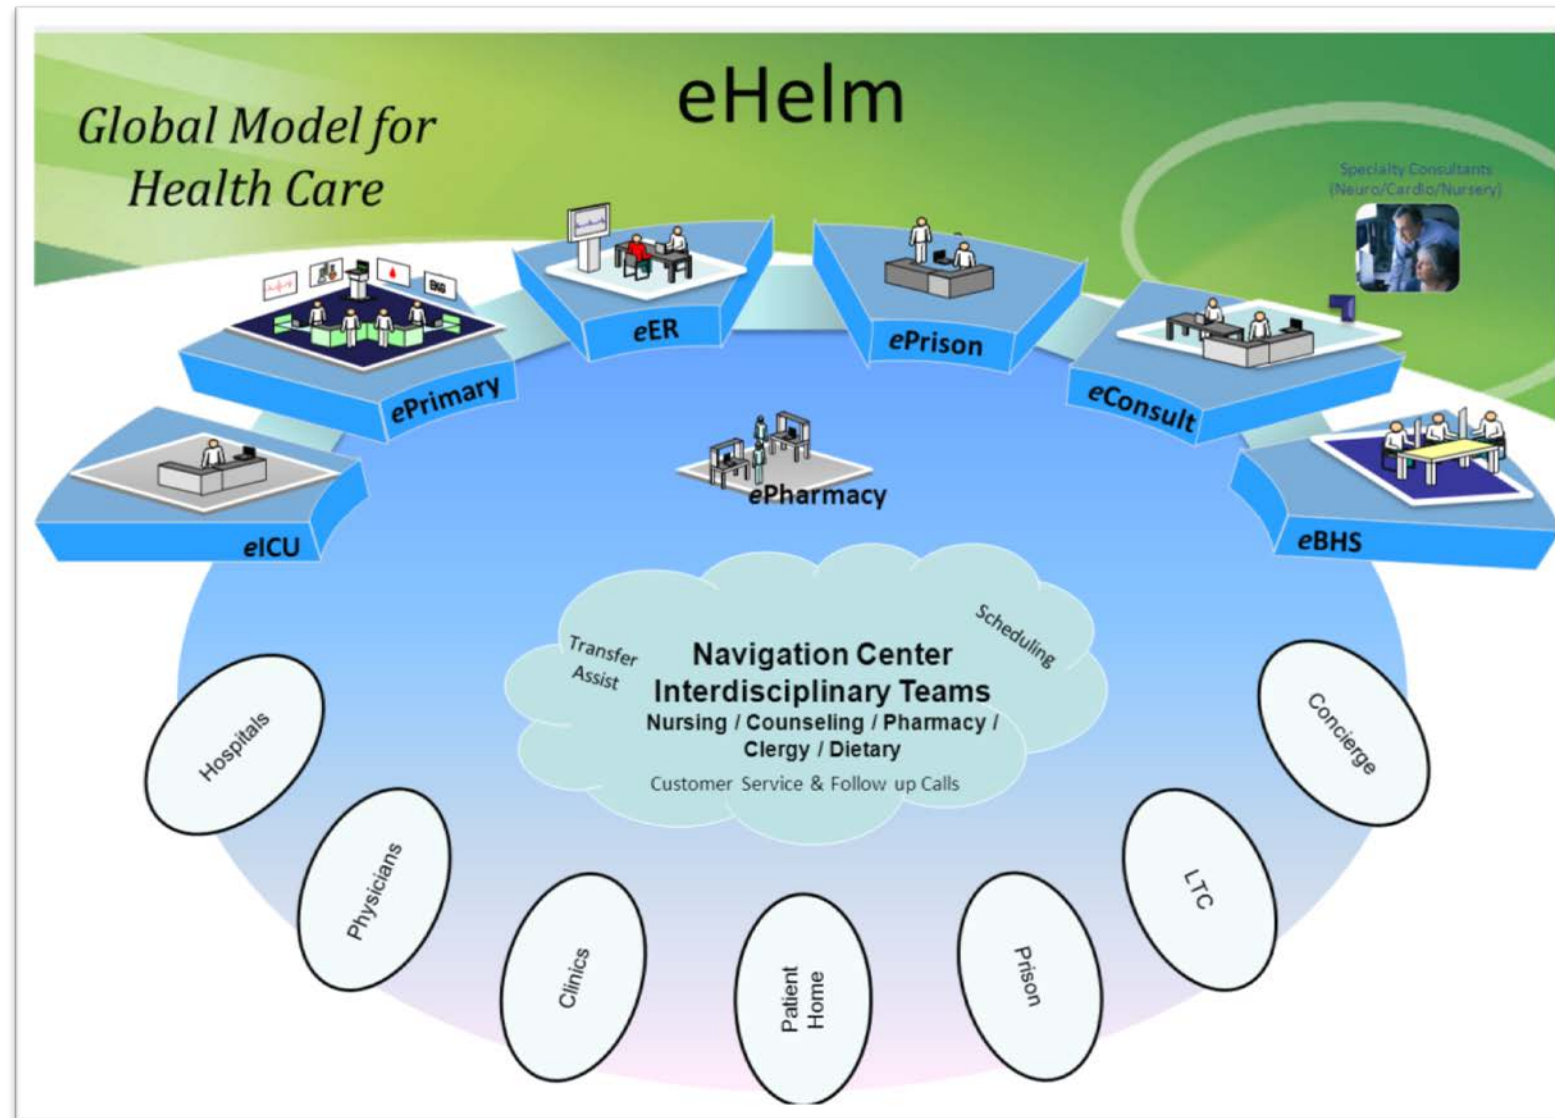 eHelm
Global Model for
Health Care
Specialty Consultants
(Neuro/Cardio/Nursery)
EKG
eER
ePrison
ePrimary
eConsult
ePharmacy
eICU
eBHS
Transfer
Assist
Scheduling
Navigation Center
Interdisciplinary Teams
Nursing / Counseling / Pharmacy /
Clergy / Dietary
Customer Service & Follow up Calls
Hospitals
Physicians
Clinics
Patient
Home
Prison
LTC
Concierge